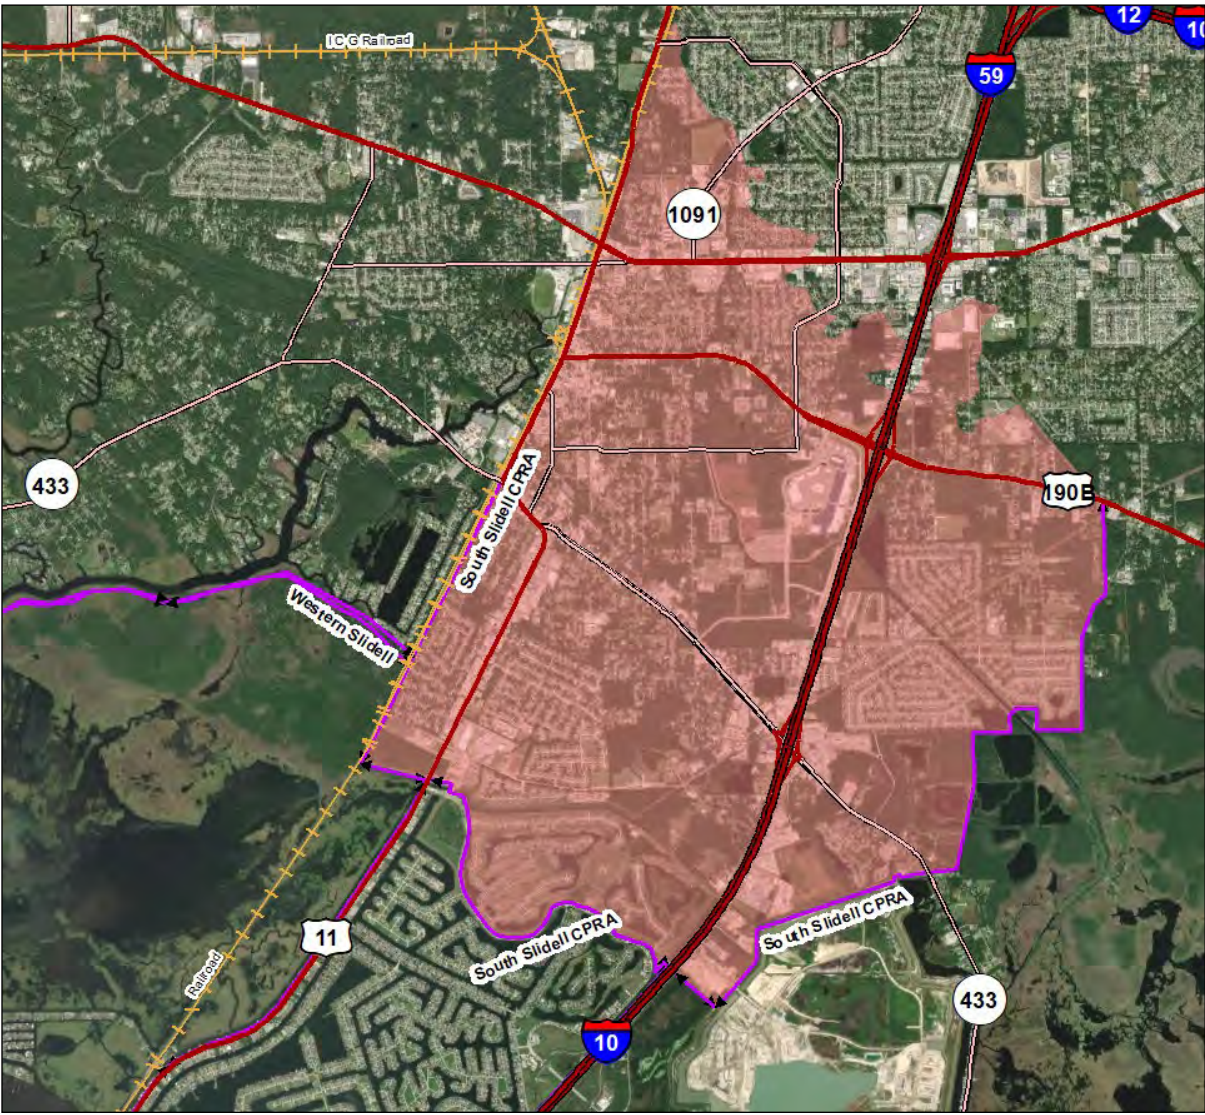 12
10
I C G Railroad
59
1091
433
190B
South Slidell CPRA
Western Slidell
11
Railroad
South Slidell CPRA
South Slidell CPRA
433
10